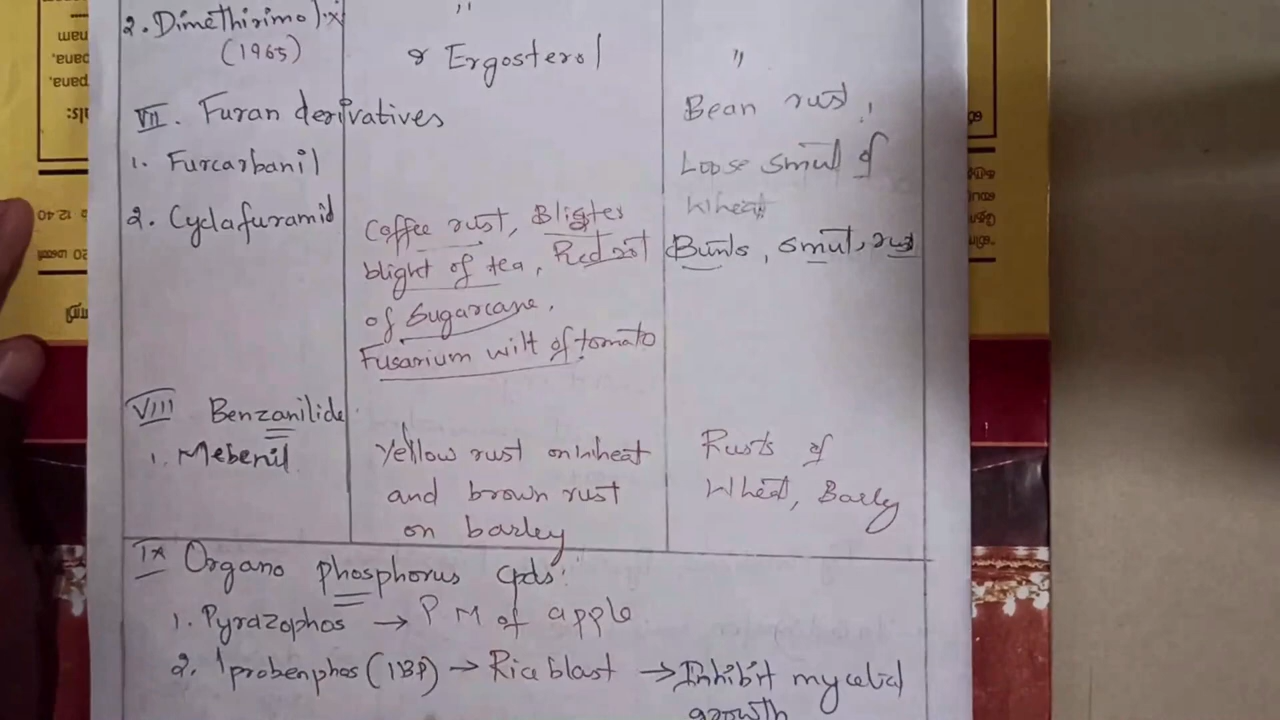 2. Dimethirimol
"
(1965)
& Ergosterol
"
VII. Furan derivatives
Bean rust,
1. Furcarbanil
Loose smut of
Wheat
2. Cyclafuramid
Coffee rust, Blister
blight of tea, Red rot
of Sugarcane,
Fusarium wilt of tomato
Bunts, smut, rust
VIII Benzanilide
1. Mebenil
Yellow rust on wheat
and brown rust
on barley
Rusts of
Wheat, Barly
IX Organo phosphorus cpds:
1. Pyrazophos → PM of apple
2. Iprobenphos (IBP) → Rice blast → Inhibit mycelial
growth